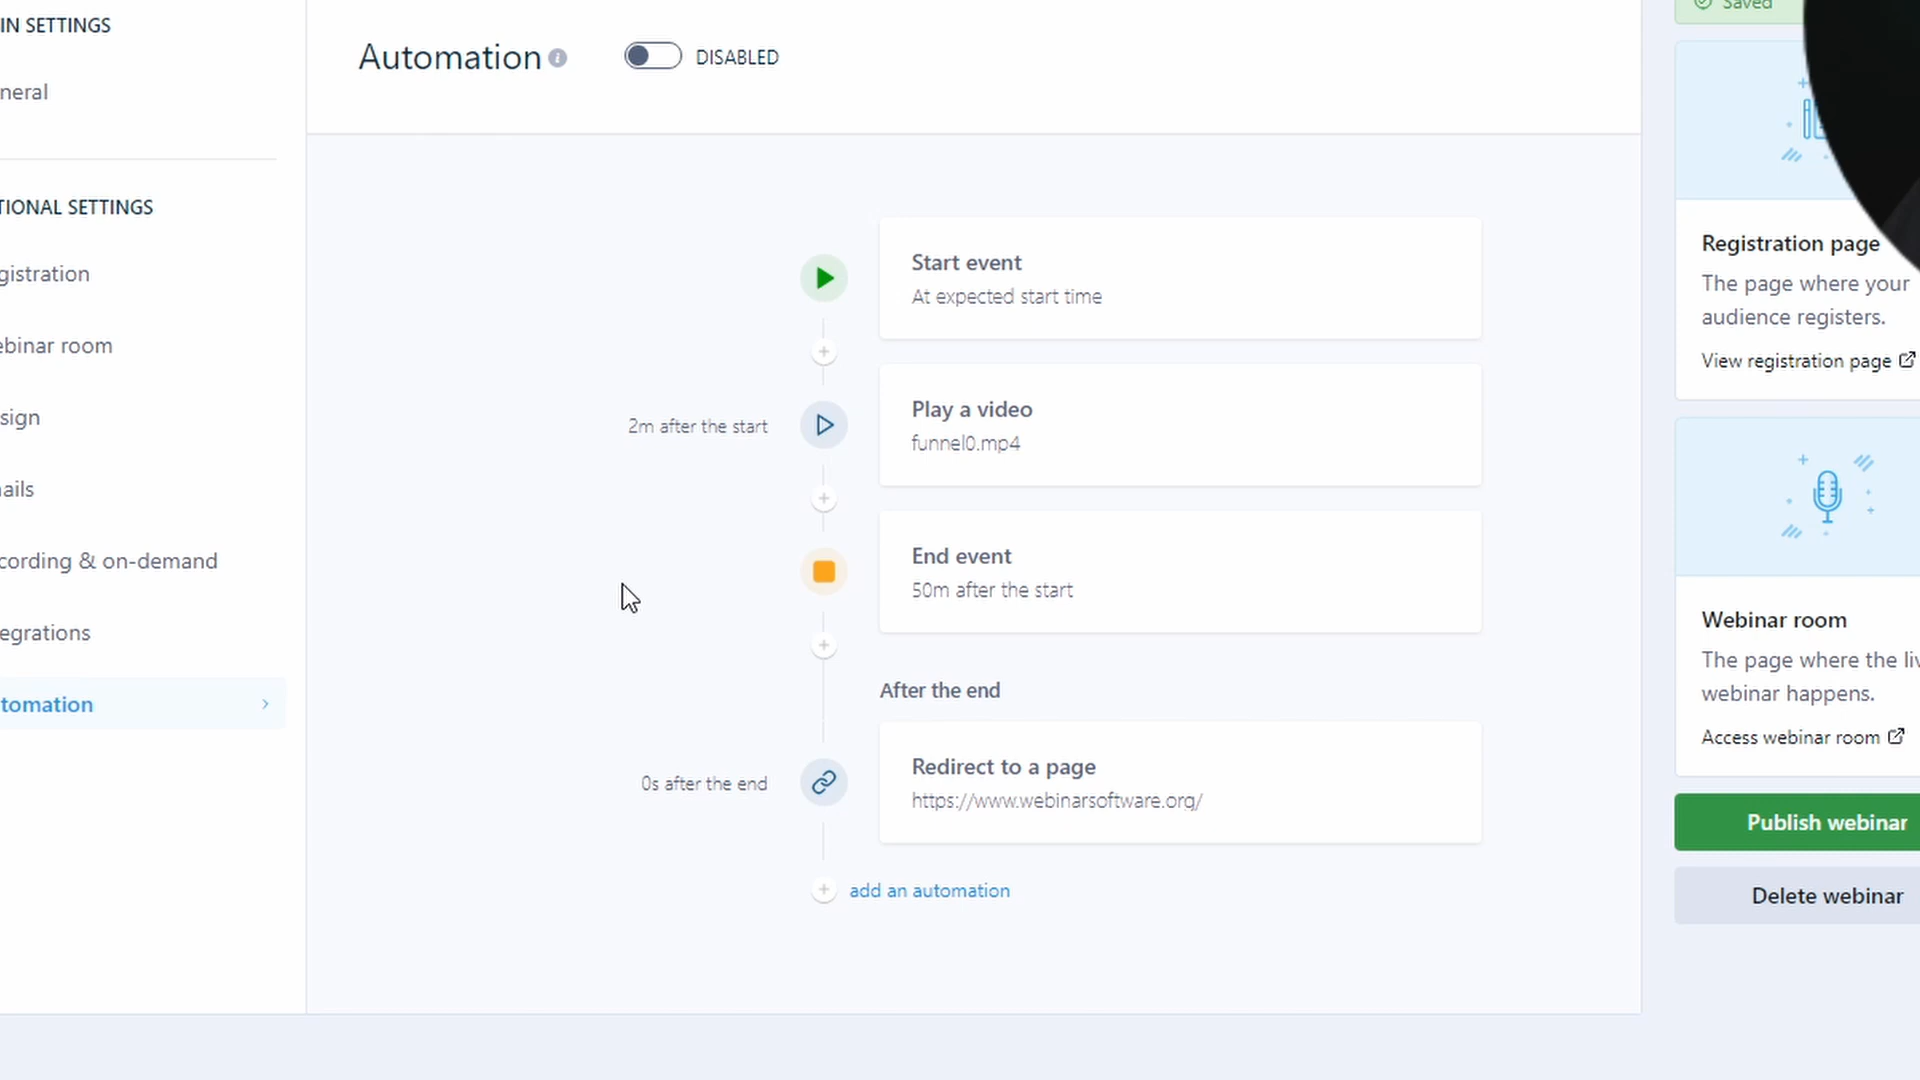 IN SETTINGS
neral
TIONAL SETTINGS
gistration
ebinar room
sign
ails
cording & on-demand
tegrations
tomation
Automation
DISABLED
Start event
At expected start time
2m after the start
Play a video
funnel0.mp4
End event
50m after the start
After the end
0s after the end
Redirect to a page
https://www.webinarsoftware.org/
add an automation
Saved
Registration page
The page where your
audience registers.
View registration page
Webinar room
The page where the liv
webinar happens.
Access webinar room
Publish webinar
Delete webinar